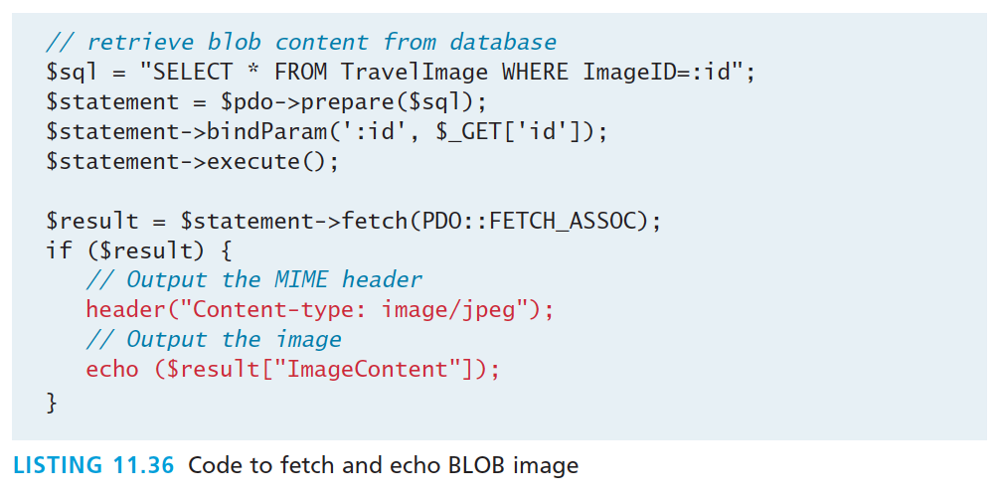 // retrieve blob content from database
$sql = "SELECT * FROM TravelImage WHERE ImageID=:id";
$statement = $pdo->prepare($sql);
$statement->bindParam(':id', $_GET['id']);
$statement->execute();
$result = $statement->fetch(PDO::FETCH_ASSOC);
if ($result) {
// Output the MIME header
header("Content-type: image/jpeg");
// Output the image
echo ($result["ImageContent"]);
}
LISTING 11.36 Code to fetch and echo BLOB image